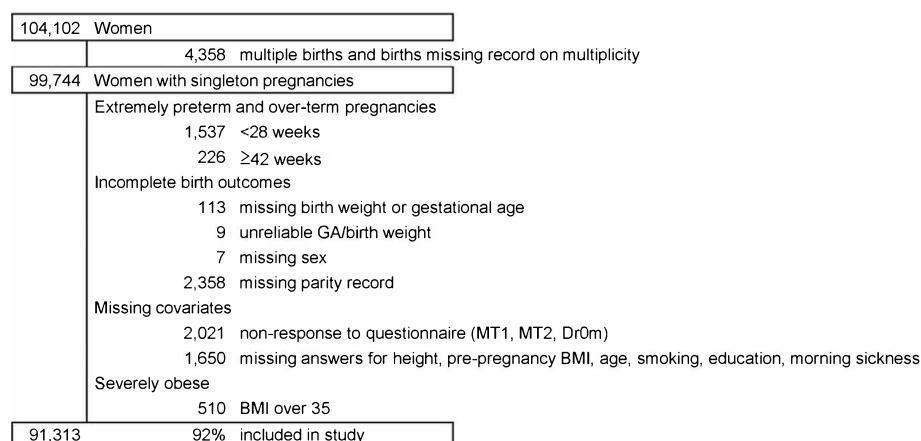 104,102 Women
4,358 multiple births and births missing record on multiplicity
99,744 Women with singleton pregnancies
Extremely preterm and over-term pregnancies
1,537 <28 weeks
226 ≥42 weeks
Incomplete birth outcomes
113 missing birth weight or gestational age
9 unreliable GA/birth weight
7 missing sex
2,358 missing parity record
Missing covariates
2,021 non-response to questionnaire (MT1, MT2, Dr0m)
1,650 missing answers for height, pre-pregnancy BMI, age, smoking, education, morning sickness
Severely obese
510 BMI over 35
91,313 92% included in study